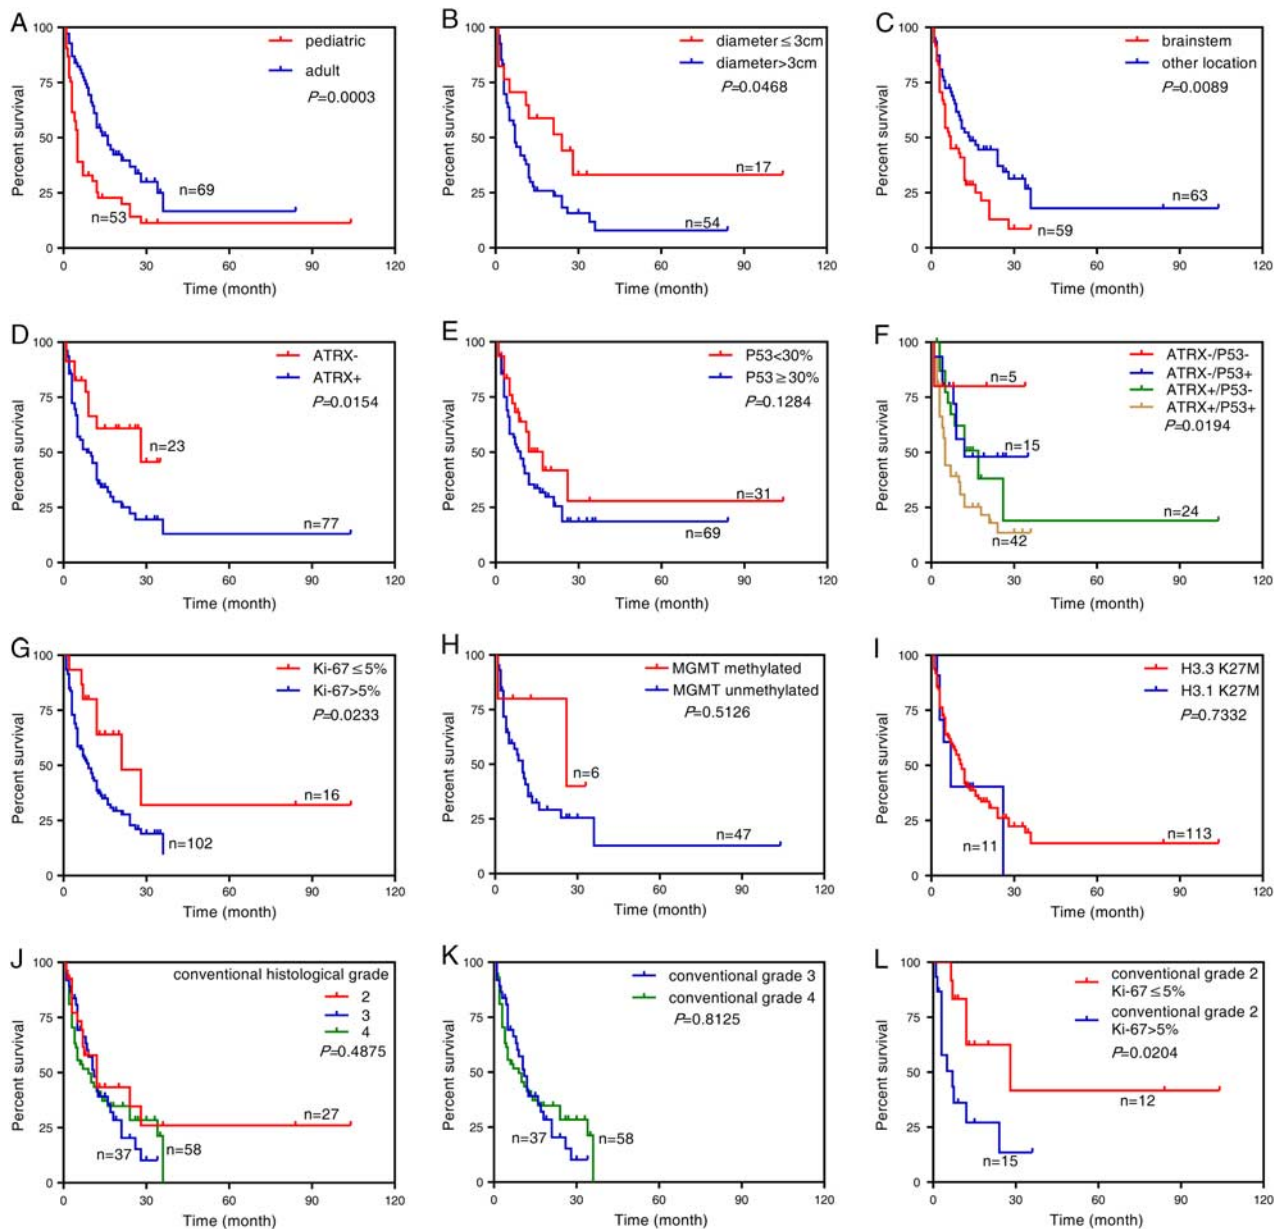 A
Percent survival
100
75
50
25
0
pediatric
adult
P=0.0003
n=69
n=53
0 30 60 90 120
Time (month)
B
Percent survival
100
75
50
25
0
diameter≤3cm
diameter>3cm
P=0.0468
n=17
n=54
0 30 60 90 120
Time (month)
C
Percent survival
100
75
50
25
0
brainstem
other location
P=0.0089
n=63
n=59
0 30 60 90 120
Time (month)
D
Percent survival
100
75
50
25
0
ATRX-
ATRX+
P=0.0154
n=23
n=77
0 30 60 90 120
Time (month)
E
Percent survival
100
75
50
25
0
P53<30%
P53≥30%
P=0.1284
n=31
n=69
0 30 60 90 120
Time (month)
F
Percent survival
100
75
50
25
0
ATRX-/P53-
ATRX-/P53+
ATRX+/P53-
ATRX+/P53+
P=0.0194
n=5
n=15
n=24
n=42
0 30 60 90 120
Time (month)
G
Percent survival
100
75
50
25
0
Ki-67≤5%
Ki-67>5%
P=0.0233
n=16
n=102
0 30 60 90 120
Time (month)
H
Percent survival
100
75
50
25
0
MGMT methylated
MGMT unmethylated
P=0.5126
n=6
n=47
0 30 60 90 120
Time (month)
I
Percent survival
100
75
50
25
0
H3.3 K27M
H3.1 K27M
P=0.7332
n=113
n=11
0 30 60 90 120
Time (month)
J
Percent survival
100
75
50
25
0
conventional histological grade
2
3
4
P=0.4875
n=27
n=37
n=58
0 30 60 90 120
Time (month)
K
Percent survival
100
75
50
25
0
conventional grade 3
conventional grade 4
P=0.8125
n=37
n=58
0 30 60 90 120
Time (month)
L
Percent survival
100
75
50
25
0
conventional grade 2
Ki-67≤5%
conventional grade 2
Ki-67>5%
P=0.0204
n=12
n=15
0 30 60 90 120
Time (month)